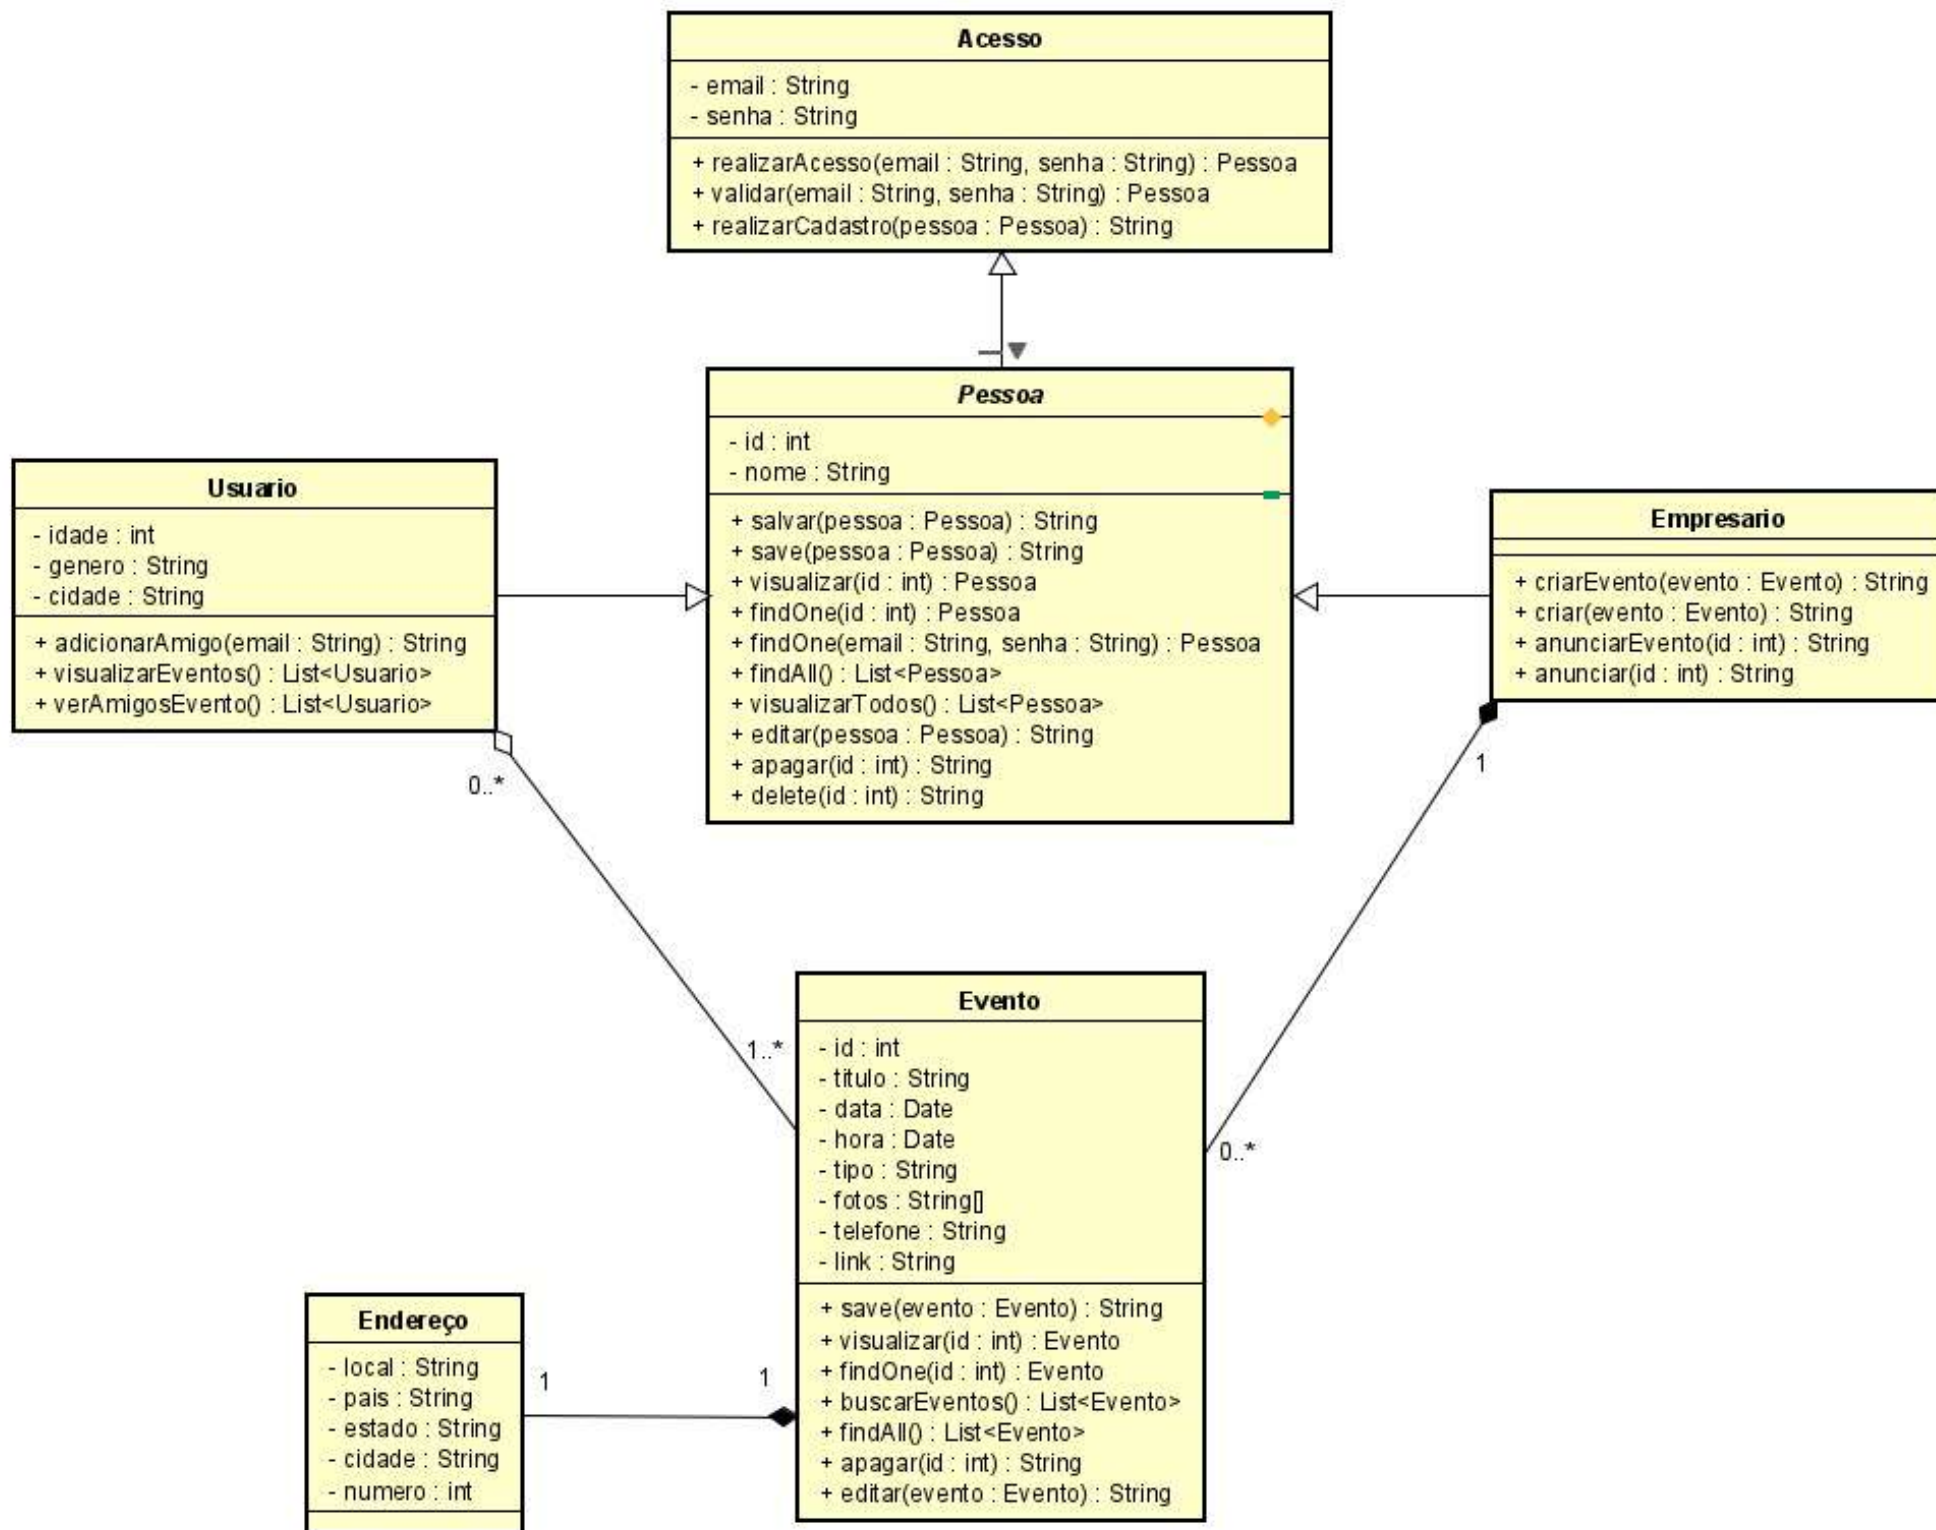 Acesso
- email : String
- senha : String
+ realizarAcesso(email : String, senha : String) : Pessoa
+ validar(email : String, senha : String) : Pessoa
+ realizarCadastro(pessoa : Pessoa) : String
Pessoa
- id : int
- nome : String
+ salvar(pessoa : Pessoa) : String
+ save(pessoa : Pessoa) : String
+ visualizar(id : int) : Pessoa
+ findOne(id : int) : Pessoa
+ findOne(email : String, senha : String) : Pessoa
+ findAll() : List<Pessoa>
+ visualizarTodos() : List<Pessoa>
+ editar(pessoa : Pessoa) : String
+ apagar(id : int) : String
+ delete(id : int) : String
Usuario
- idade : int
- genero : String
- cidade : String
+ adicionarAmigo(email : String) : String
+ visualizarEventos() : List<Usuario>
+ verAmigosEvento() : List<Usuario>
Empresario
+ criarEvento(evento : Evento) : String
+ criar(evento : Evento) : String
+ anunciarEvento(id : int) : String
+ anunciar(id : int) : String
0..*
1
1..*
0..*
Evento
- id : int
- titulo : String
- data : Date
- hora : Date
- tipo : String
- fotos : String[]
- telefone : String
- link : String
+ save(evento : Evento) : String
+ visualizar(id : int) : Evento
+ findOne(id : int) : Evento
+ buscarEventos() : List<Evento>
+ findAll() : List<Evento>
+ apagar(id : int) : String
+ editar(evento : Evento) : String
Endereço
- local : String
- pais : String
- estado : String
- cidade : String
- numero : int
1
1